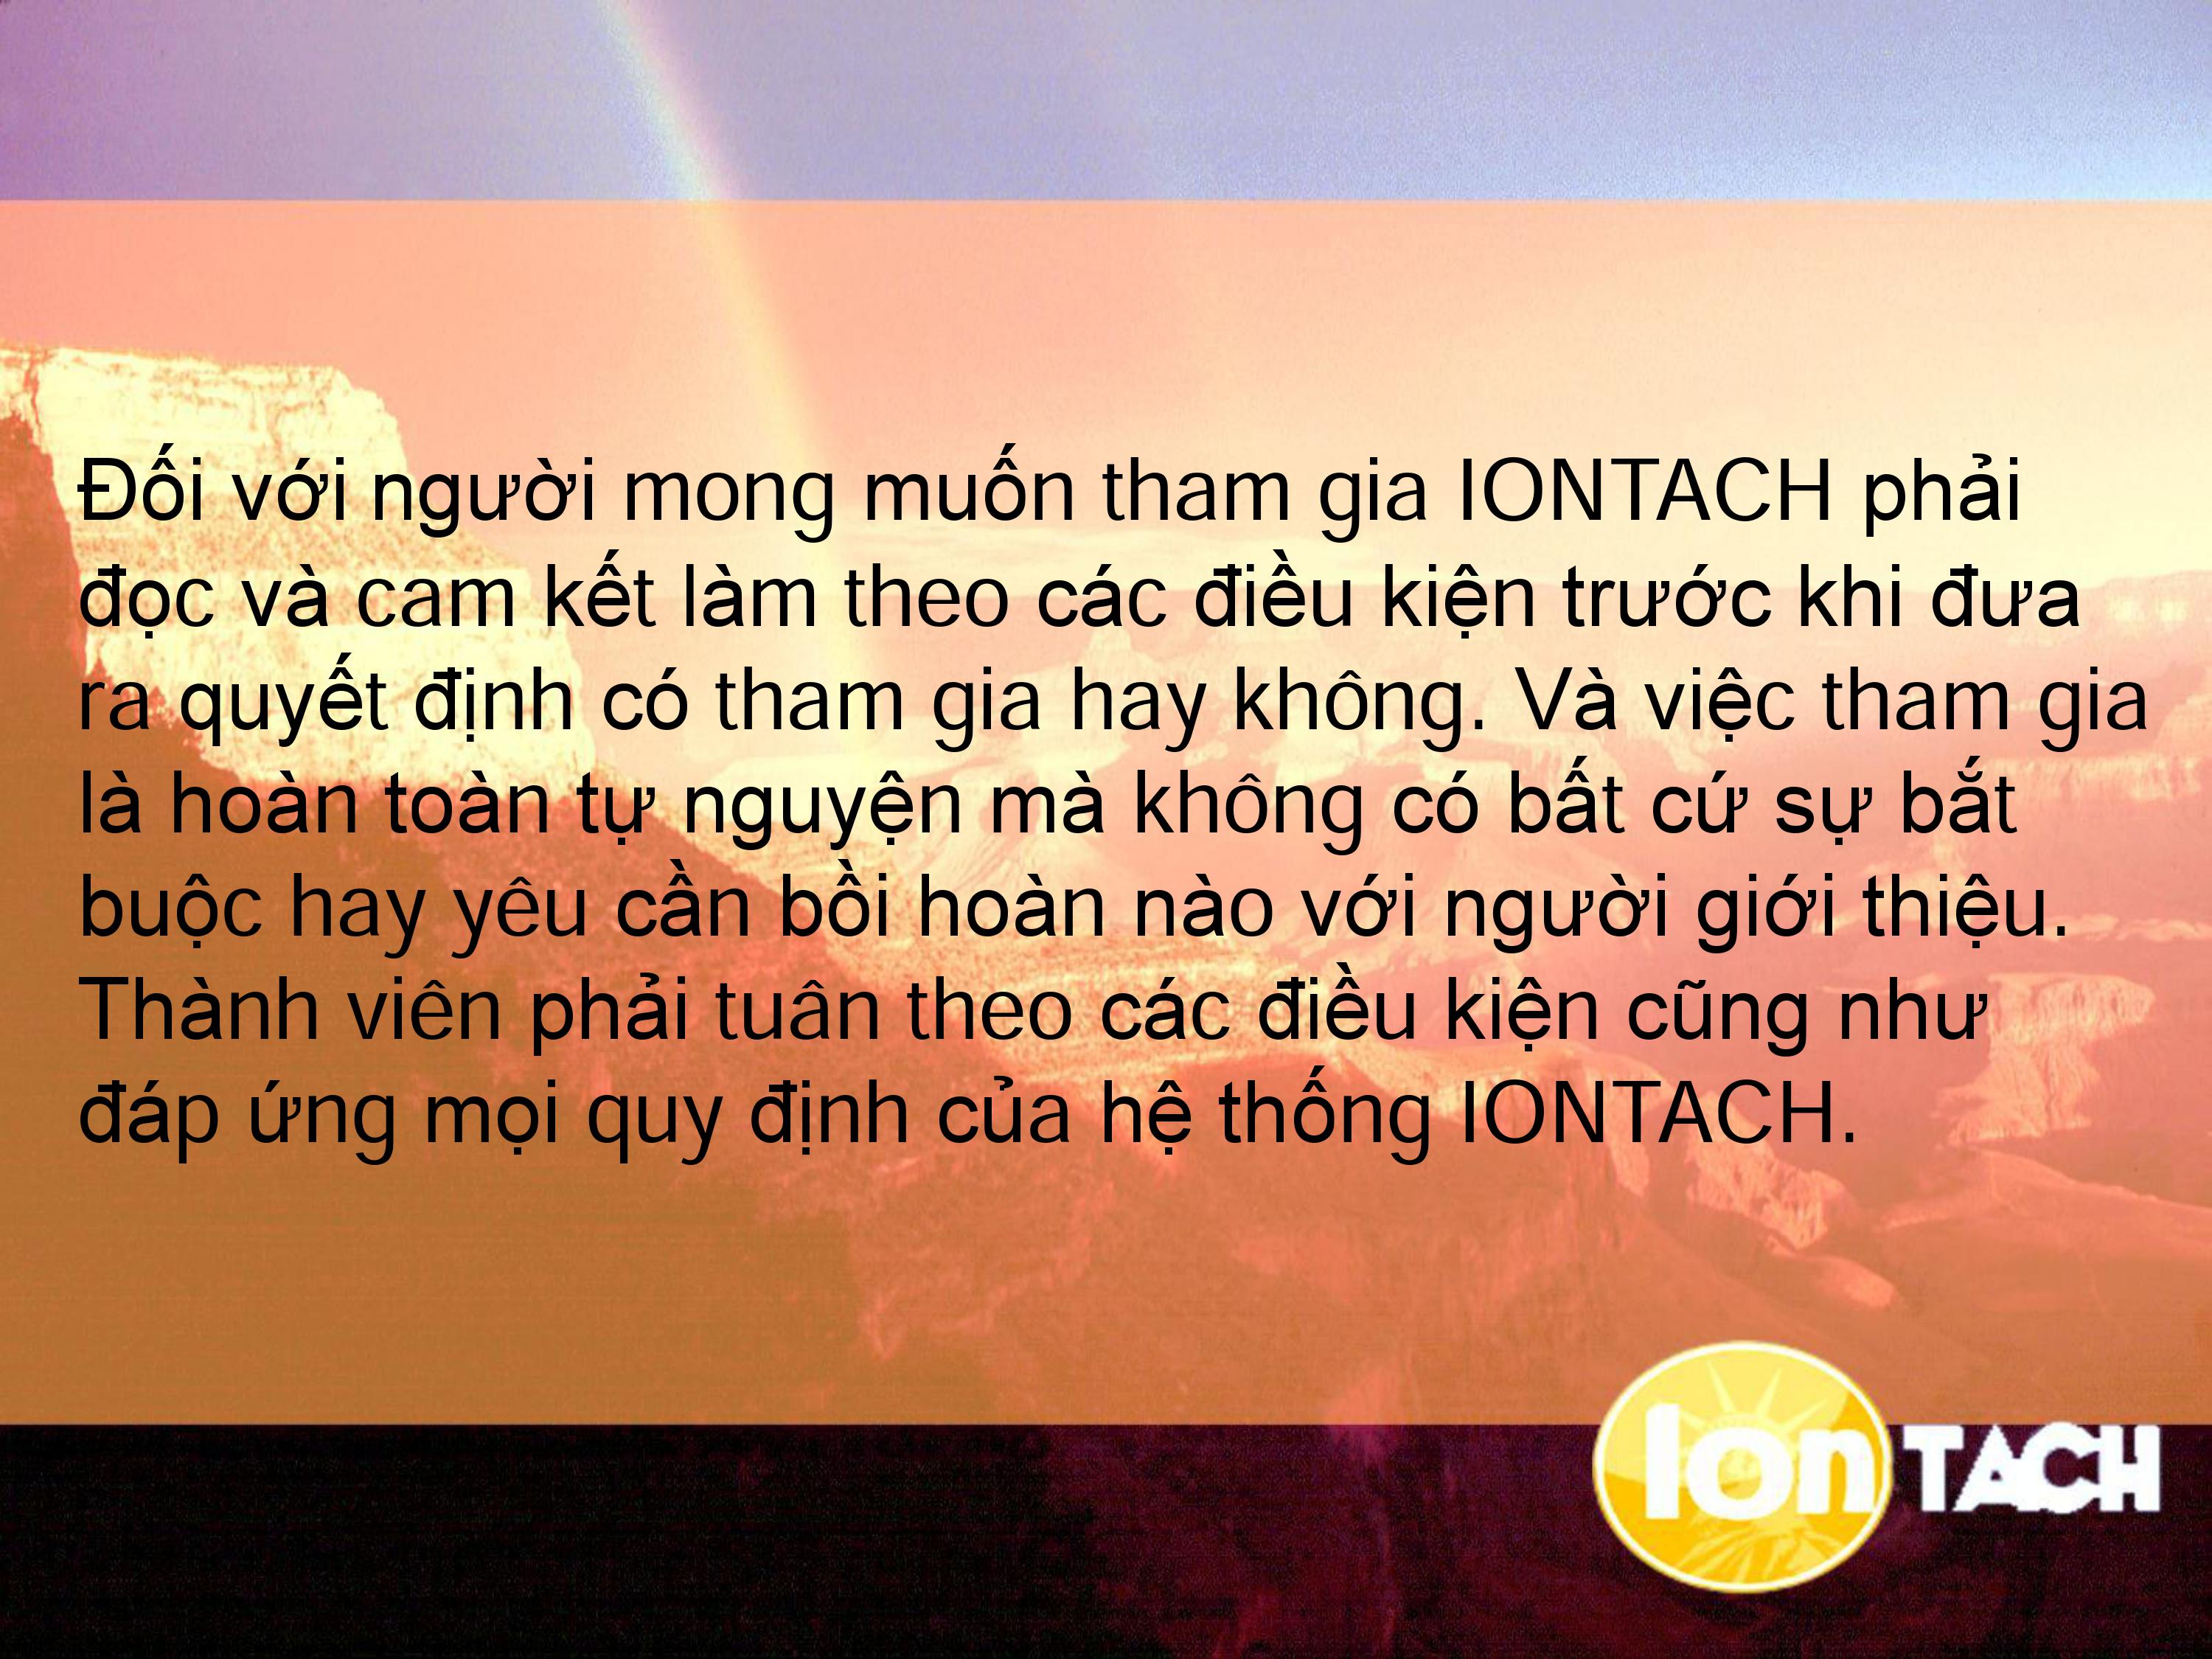 Đối với người mong muốn tham gia IONTACH phải
đọc và cam kết làm theo các điều kiện trước khi đưa
ra quyết định có tham gia hay không. Và việc tham gia
là hoàn toàn tự nguyện mà không có bất cứ sự bắt
buộc hay yêu cần bồi hoàn nào với người giới thiệu.
Thành viên phải tuân theo các điều kiện cũng như
đáp ứng mọi quy định của hệ thống IONTACH.
Ion TACH